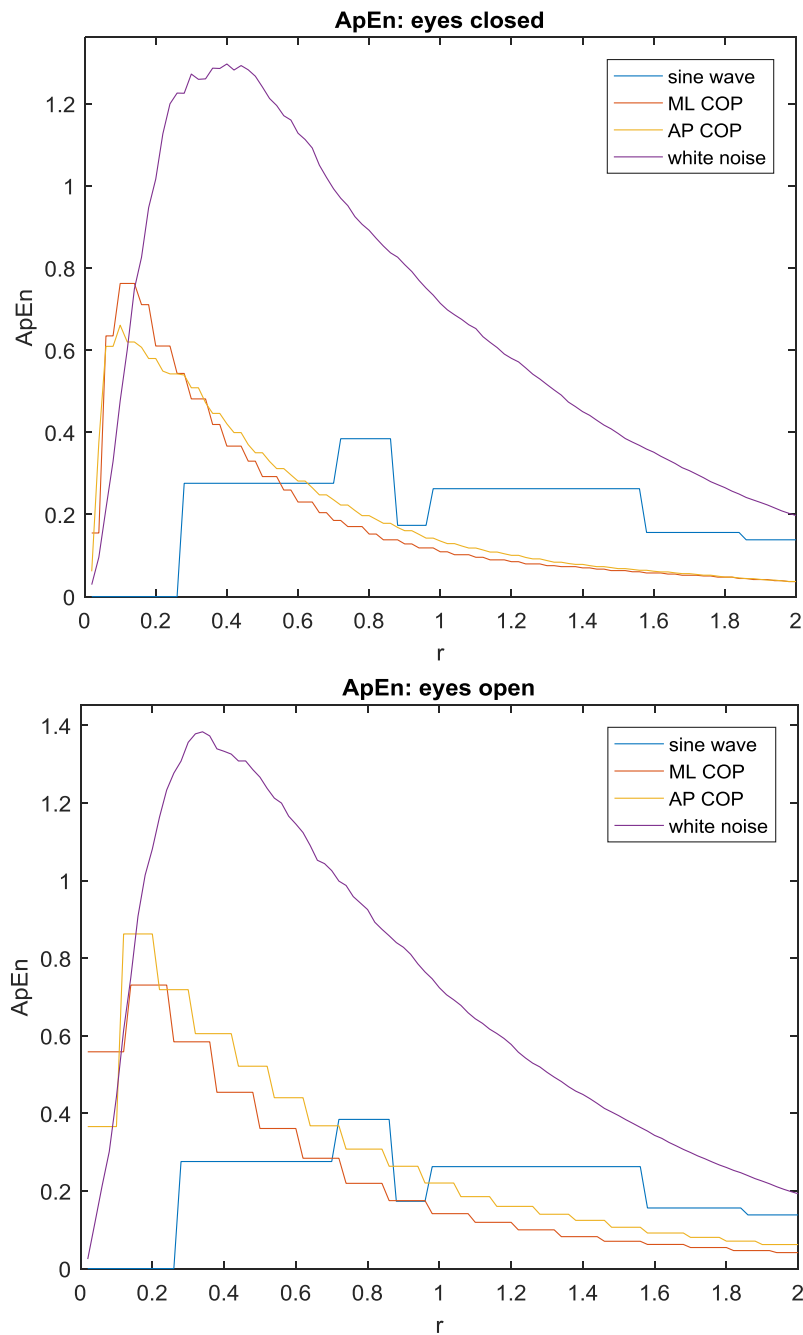 ApEn: eyes closed
sine wave
ML COP
AP COP
white noise
ApEn
1.2
1
0.8
0.6
0.4
0.2
0
0 0.2 0.4 0.6 0.8 1 1.2 1.4 1.6 1.8 2
r
ApEn: eyes open
sine wave
ML COP
AP COP
white noise
ApEn
1.4
1.2
1
0.8
0.6
0.4
0.2
0
0 0.2 0.4 0.6 0.8 1 1.2 1.4 1.6 1.8 2
r